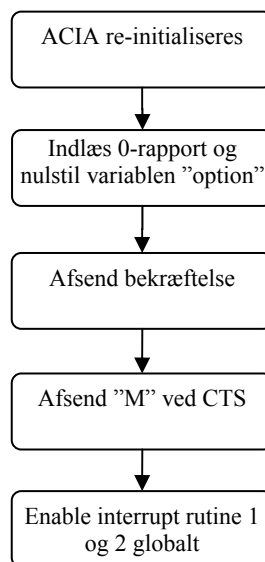 ACIA re-initialiseres
Indlæs 0-rapport og
nulstil variablen ”option”
Afsend bekræftelse
Afsend ”M” ved CTS
Enable interrupt rutine 1
og 2 globalt